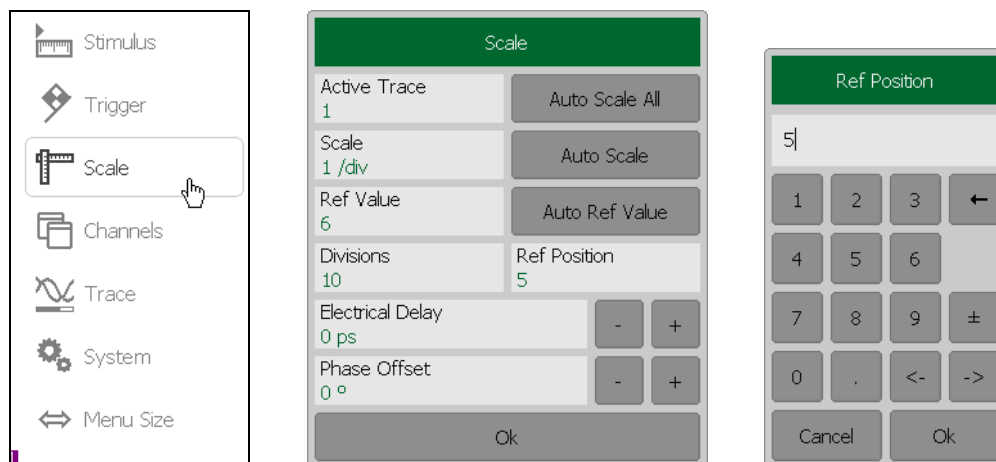 Stimulus
Trigger
Scale
Channels
Trace
System
Menu Size
Scale
Active Trace
1
Auto Scale All
Scale
1 /div
Auto Scale
Ref Value
6
Auto Ref Value
Divisions
10
Ref Position
5
Electrical Delay
0 ps
- +
Phase Offset
0 º
- +
Ok
Ref Position
5
1 2 3 ←
4 5 6
7 8 9 ±
0 . <- ->
Cancel Ok